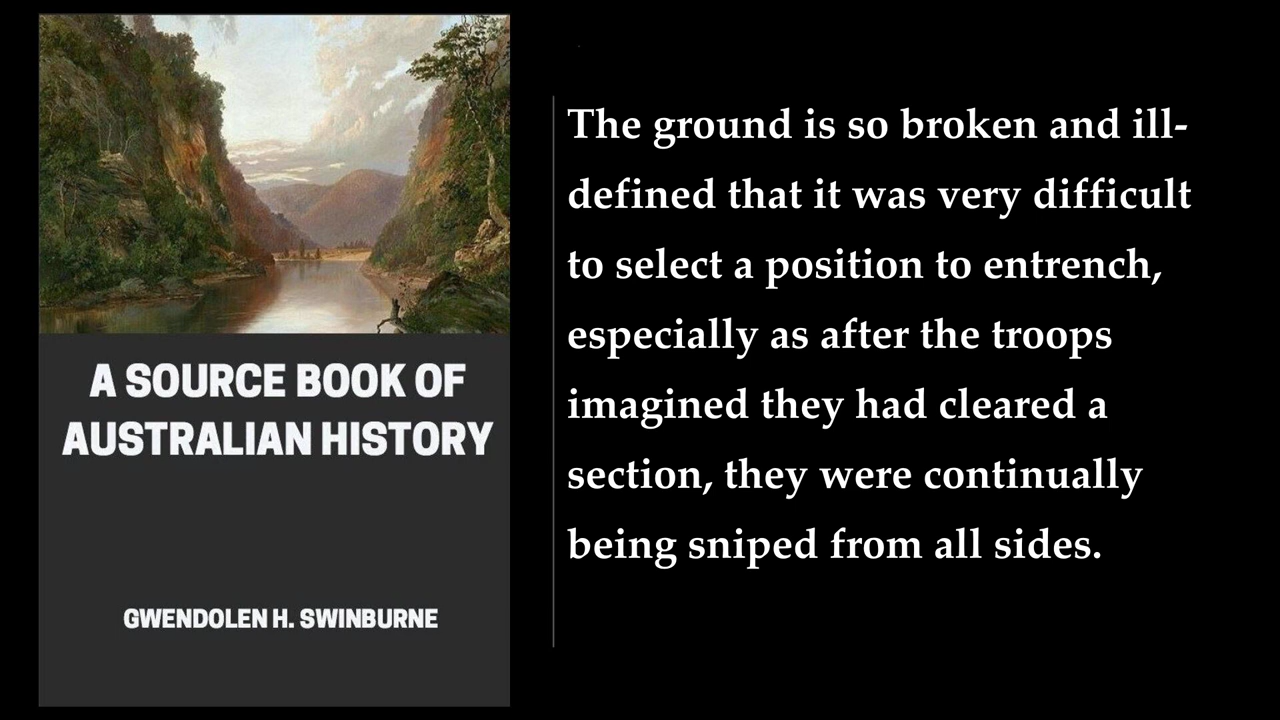 A SOURCE BOOK OF
AUSTRALIAN HISTORY
GWENDOLEN H. SWINBURNE
The ground is so broken and ill-
defined that it was very difficult
to select a position to entrench,
especially as after the troops
imagined they had cleared a
section, they were continually
being sniped from all sides.